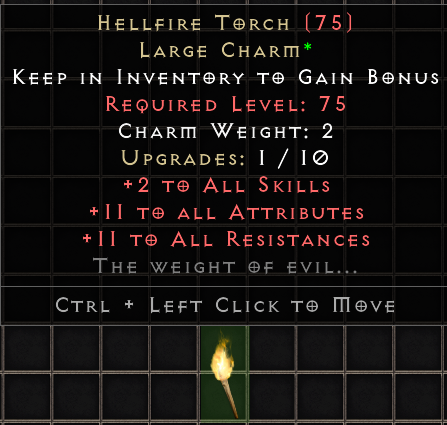 Hellfire Torch (75)
Large Charm*
Keep in Inventory to Gain Bonus
Required Level: 75
Charm Weight: 2
Upgrades: 1 / 10
+2 to All Skills
+11 to all Attributes
+11 to All Resistances
The weight of evil...
Ctrl + Left Click to Move